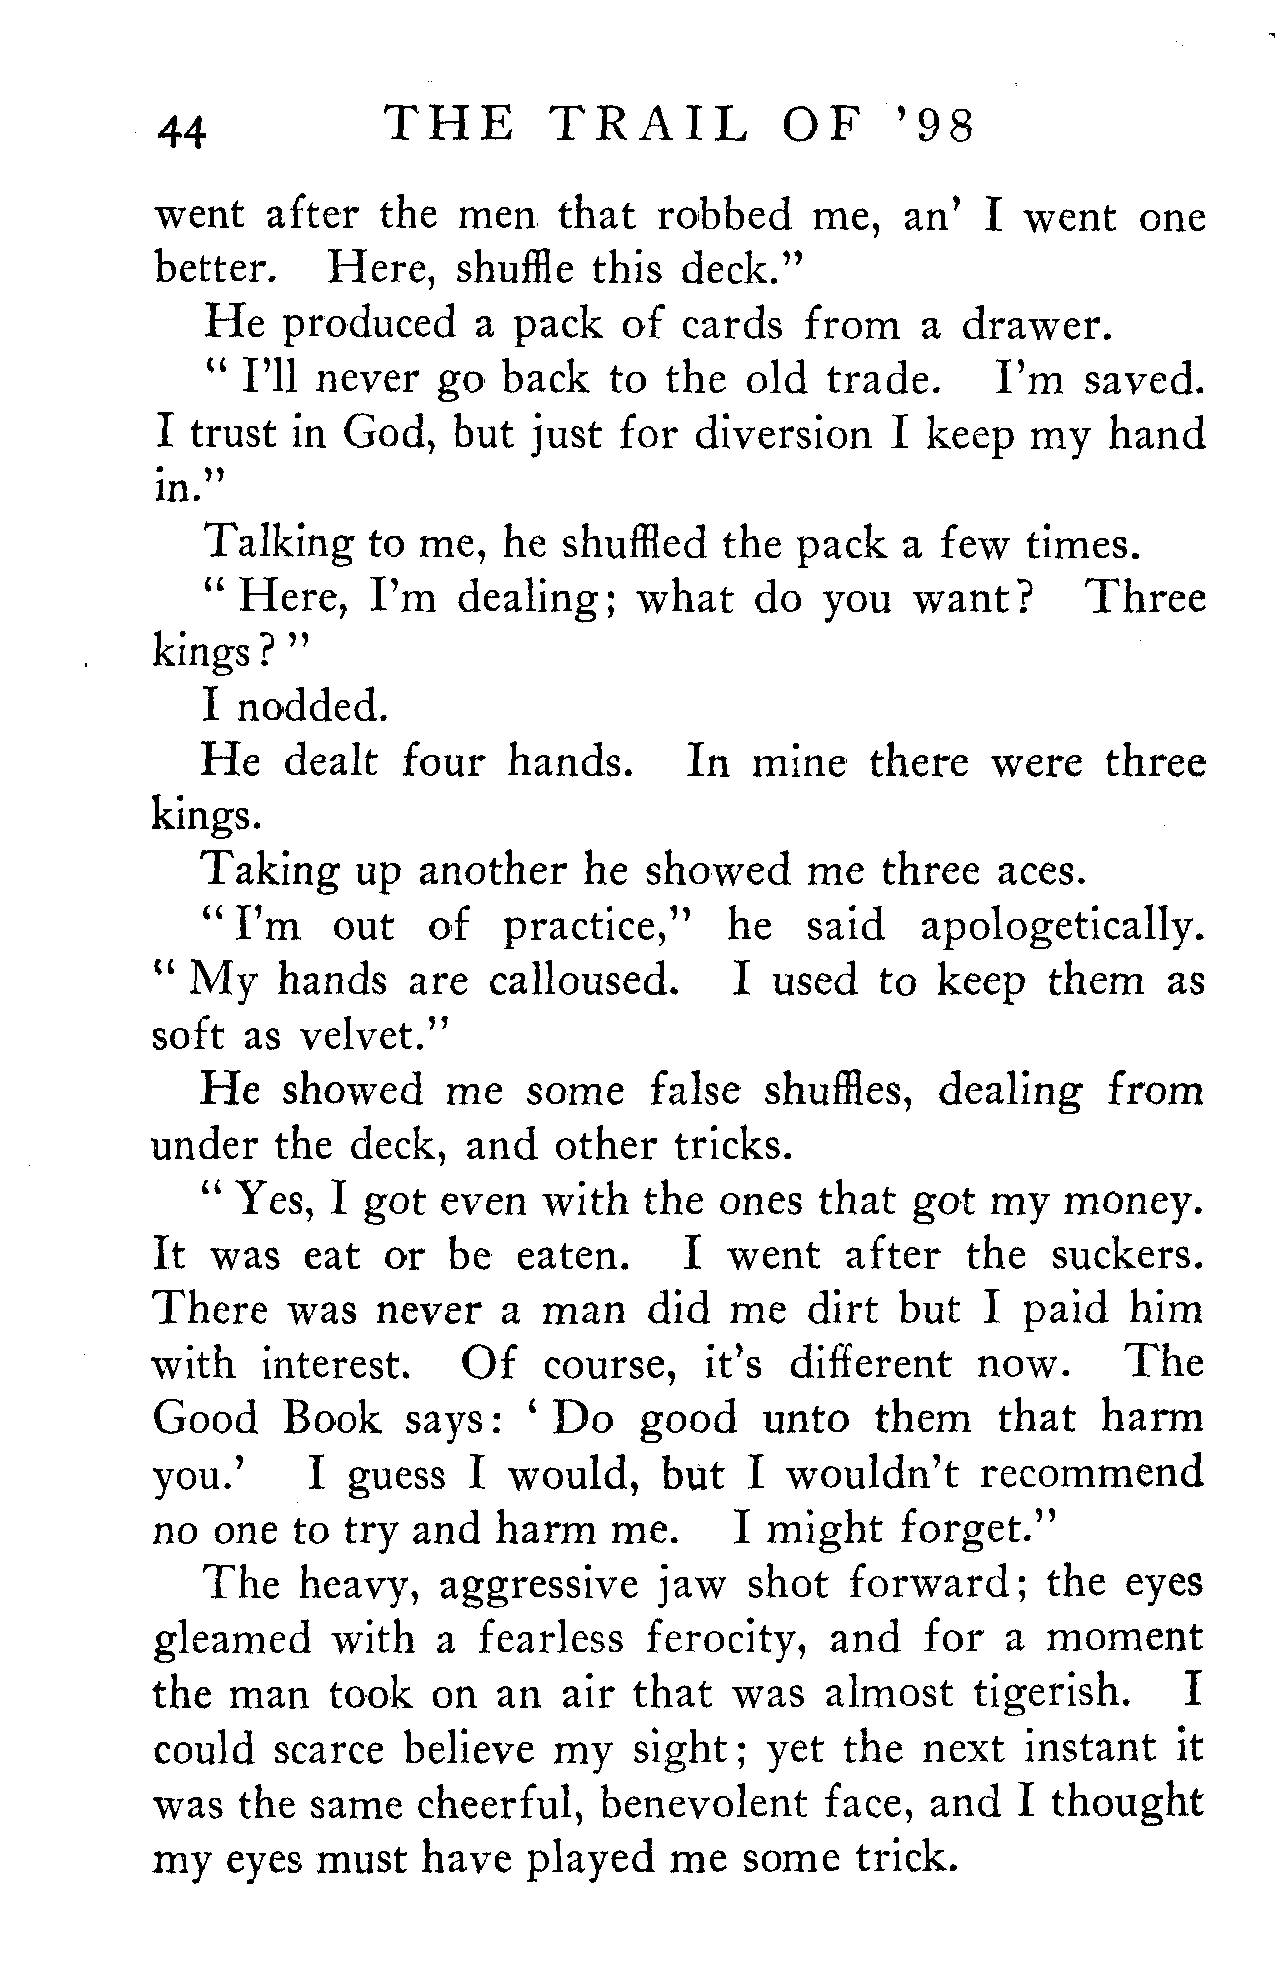 44 THE TRAIL OF '98
went after the men that robbed me, an' I went one
better. Here, shuffle this deck."
He produced a pack of cards from a drawer.
" I'll never go back to the old trade. I'm saved.
I trust in God, but just for diversion I keep my hand
in."
Talking to me, he shuffled the pack a few times.
" Here, I'm dealing; what do you want? Three
kings? "
I nodded.
He dealt four hands. In mine there were three
kings.
Taking up another he showed me three aces.
" I'm out of practice," he said apologetically.
" My hands are calloused. I used to keep them as
soft as velvet."
He showed me some false shuffles, dealing from
under the deck, and other tricks.
" Yes, I got even with the ones that got my money.
It was eat or be eaten. I went after the suckers.
There was never a man did me dirt but I paid him
with interest. Of course, it's different now. The
Good Book says: ' Do good unto them that harm
you.' I guess I would, but I wouldn't recommend
no one to try and harm me. I might forget."
The heavy, aggressive jaw shot forward; the eyes
gleamed with a fearless ferocity, and for a moment
the man took on an air that was almost tigerish. I
could scarce believe my sight; yet the next instant it
was the same cheerful, benevolent face, and I thought
my eyes must have played me some trick.